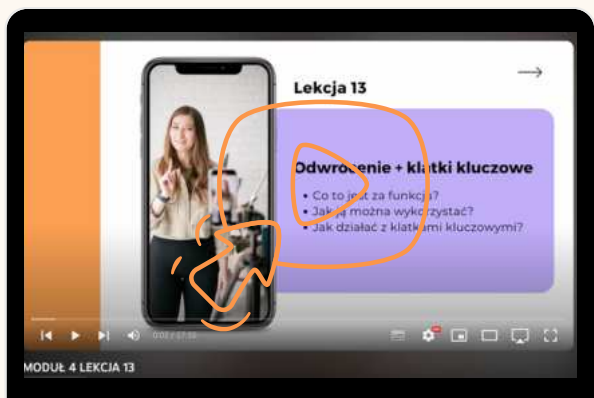 Lekcja 13
Odwrócenie + klatki kluczowe
• Co to jest za funkcja?
• Jak ją można wykorzystać?
• Jak działać z klatkami kluczowymi?
MODUŁ 4 LEKCJA 13